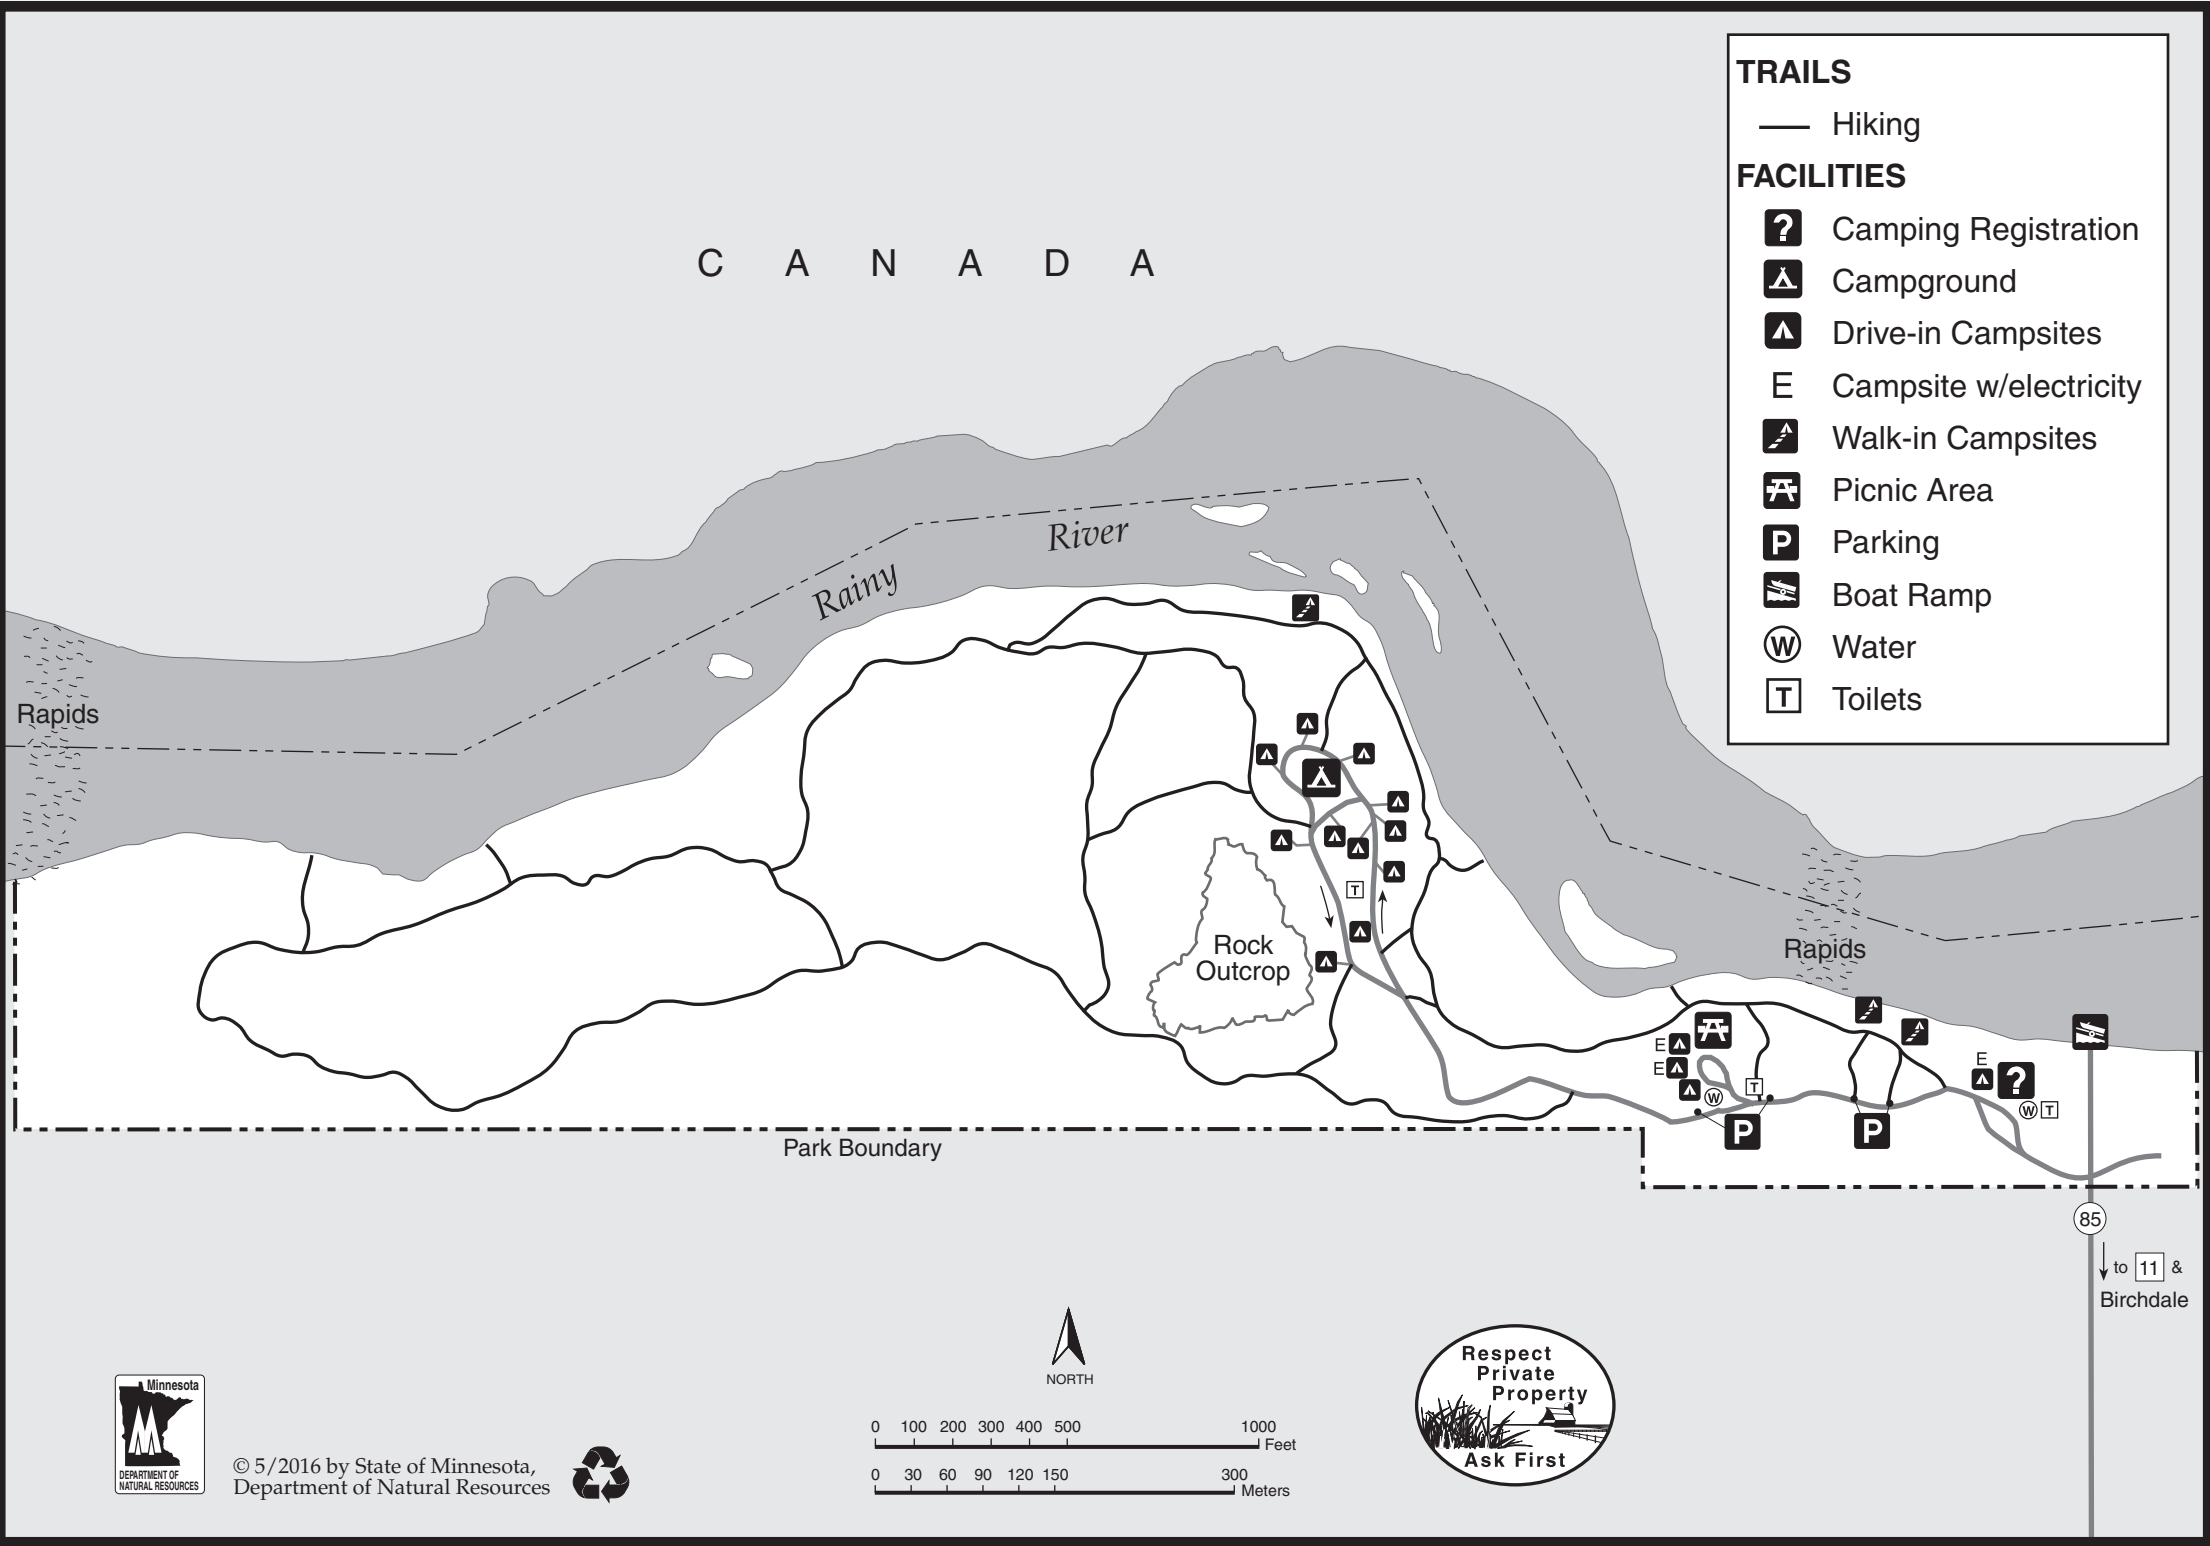 TRAILS
Hiking
FACILITIES
? Camping Registration
Campground
Drive-in Campsites
E Campsite w/electricity
Walk-in Campsites
Picnic Area
P Parking
Boat Ramp
W Water
T Toilets
C A N A D A
River
Rainy
Rapids
T
Rock
Outcrop
Rapids
E
E
E
?
W
T
W
T
P
P
Park Boundary
85
to 11 &
Birchdale
NORTH
0 100 200 300 400 500 1000
Feet
0 30 60 90 120 150 300
Meters
Respect
Private
Property
Ask First
Minnesota
DEPARTMENT OF
NATURAL RESOURCES
© 5/2016 by State of Minnesota,
Department of Natural Resources